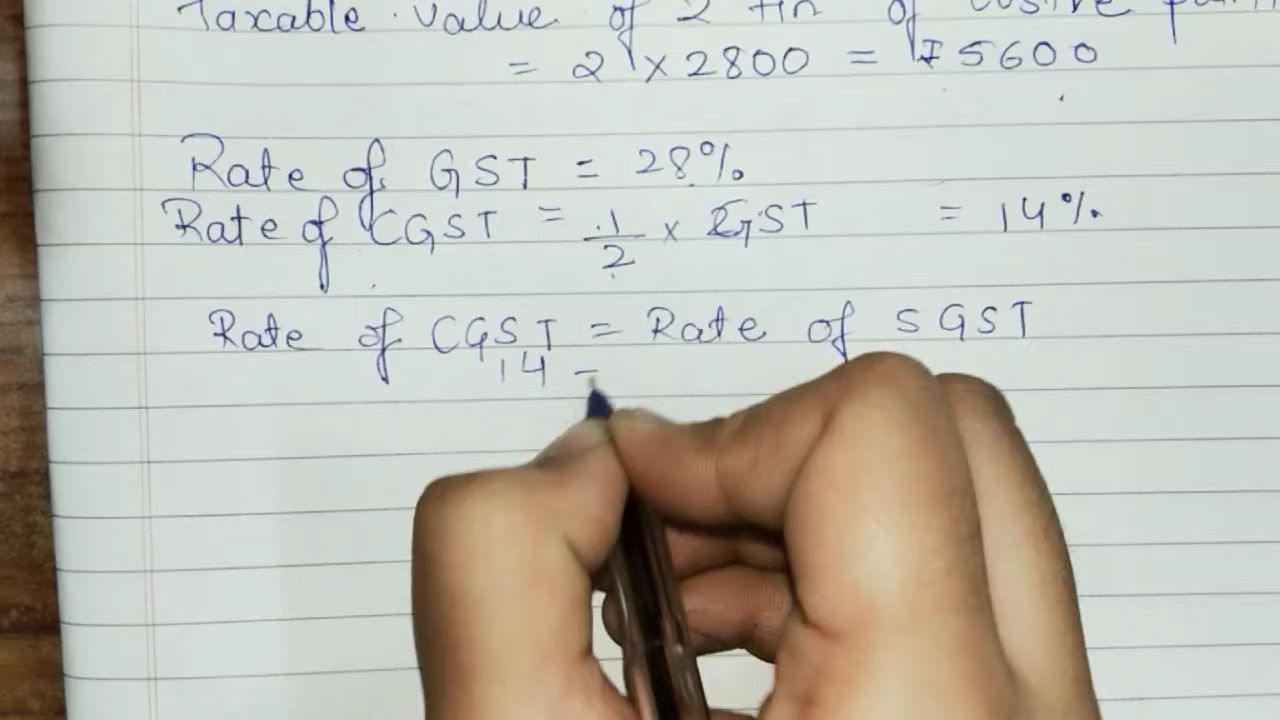 Taxable value of 2 tin of
= 2 × 2800 = ₹5600
Rate of GST = 28%
Rate of CGST = 1/2 × GST = 14%
Rate of CGST = Rate of SGST
14 =